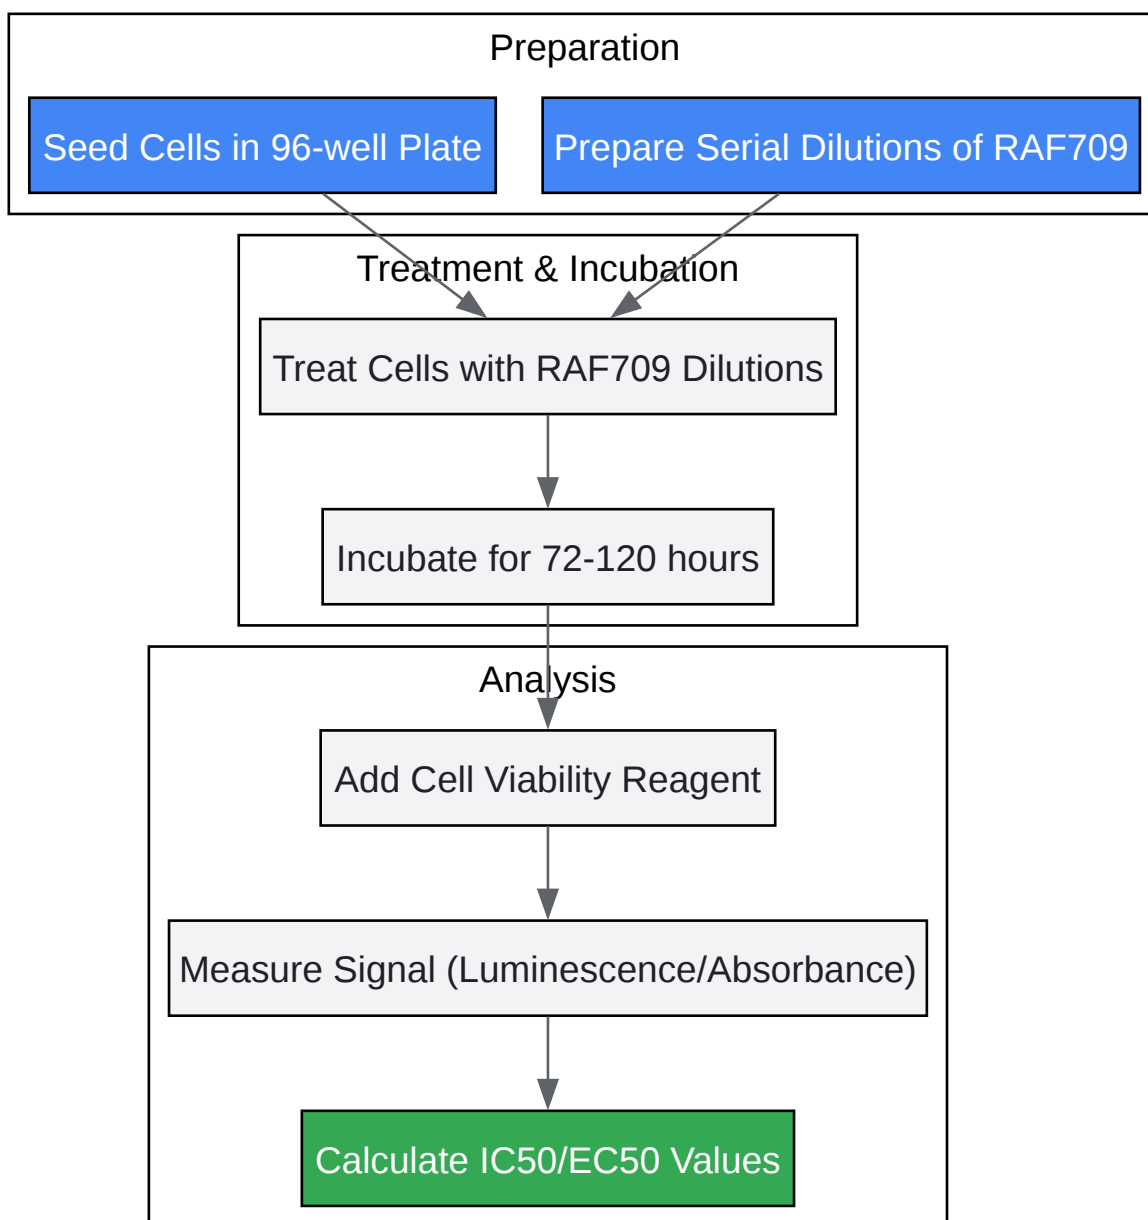 Preparation
Seed Cells in 96-well Plate
Prepare Serial Dilutions of RAF709
Treatment & Incubation
Treat Cells with RAF709 Dilutions
Incubate for 72-120 hours
Analysis
Add Cell Viability Reagent
Measure Signal (Luminescence/Absorbance)
Calculate IC50/EC50 Values